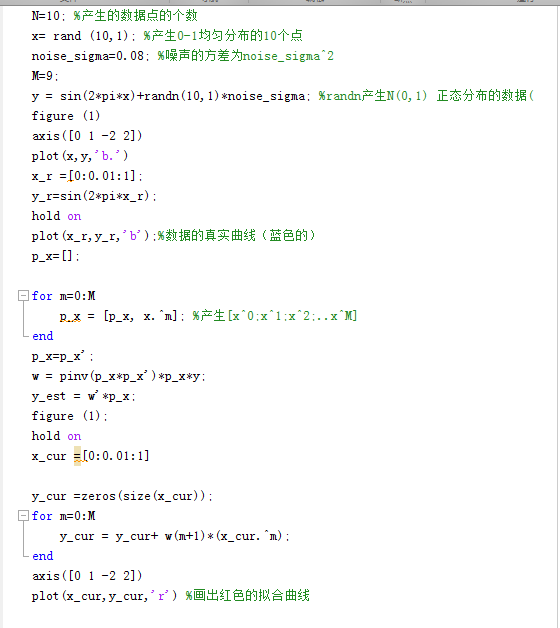 N=10; %产生的数据点的个数
x= rand (10,1); %产生0-1均匀分布的10个点
noise_sigma=0.08; %噪声的方差为noise_sigma^2
M=9;
y = sin(2*pi*x)+randn(10,1)*noise_sigma; %randn产生N(0,1) 正态分布的数据(
figure (1)
axis([0 1 -2 2])
plot(x,y,'b.')
x_r =[0:0.01:1];
y_r=sin(2*pi*x_r);
hold on
plot(x_r,y_r,'b');%数据的真实曲线（蓝色的）
p_x=[];
for m=0:M
p_x = [p_x, x.^m]; %产生[x^0;x^1;x^2;..x^M]
end
p_x=p_x';
w = pinv(p_x*p_x')*p_x*y;
y_est = w'*p_x;
figure (1);
hold on
x_cur =[0:0.01:1]
y_cur =zeros(size(x_cur));
for m=0:M
y_cur = y_cur+ w(m+1)*(x_cur.^m);
end
axis([0 1 -2 2])
plot(x_cur,y_cur,'r') %画出红色的拟合曲线